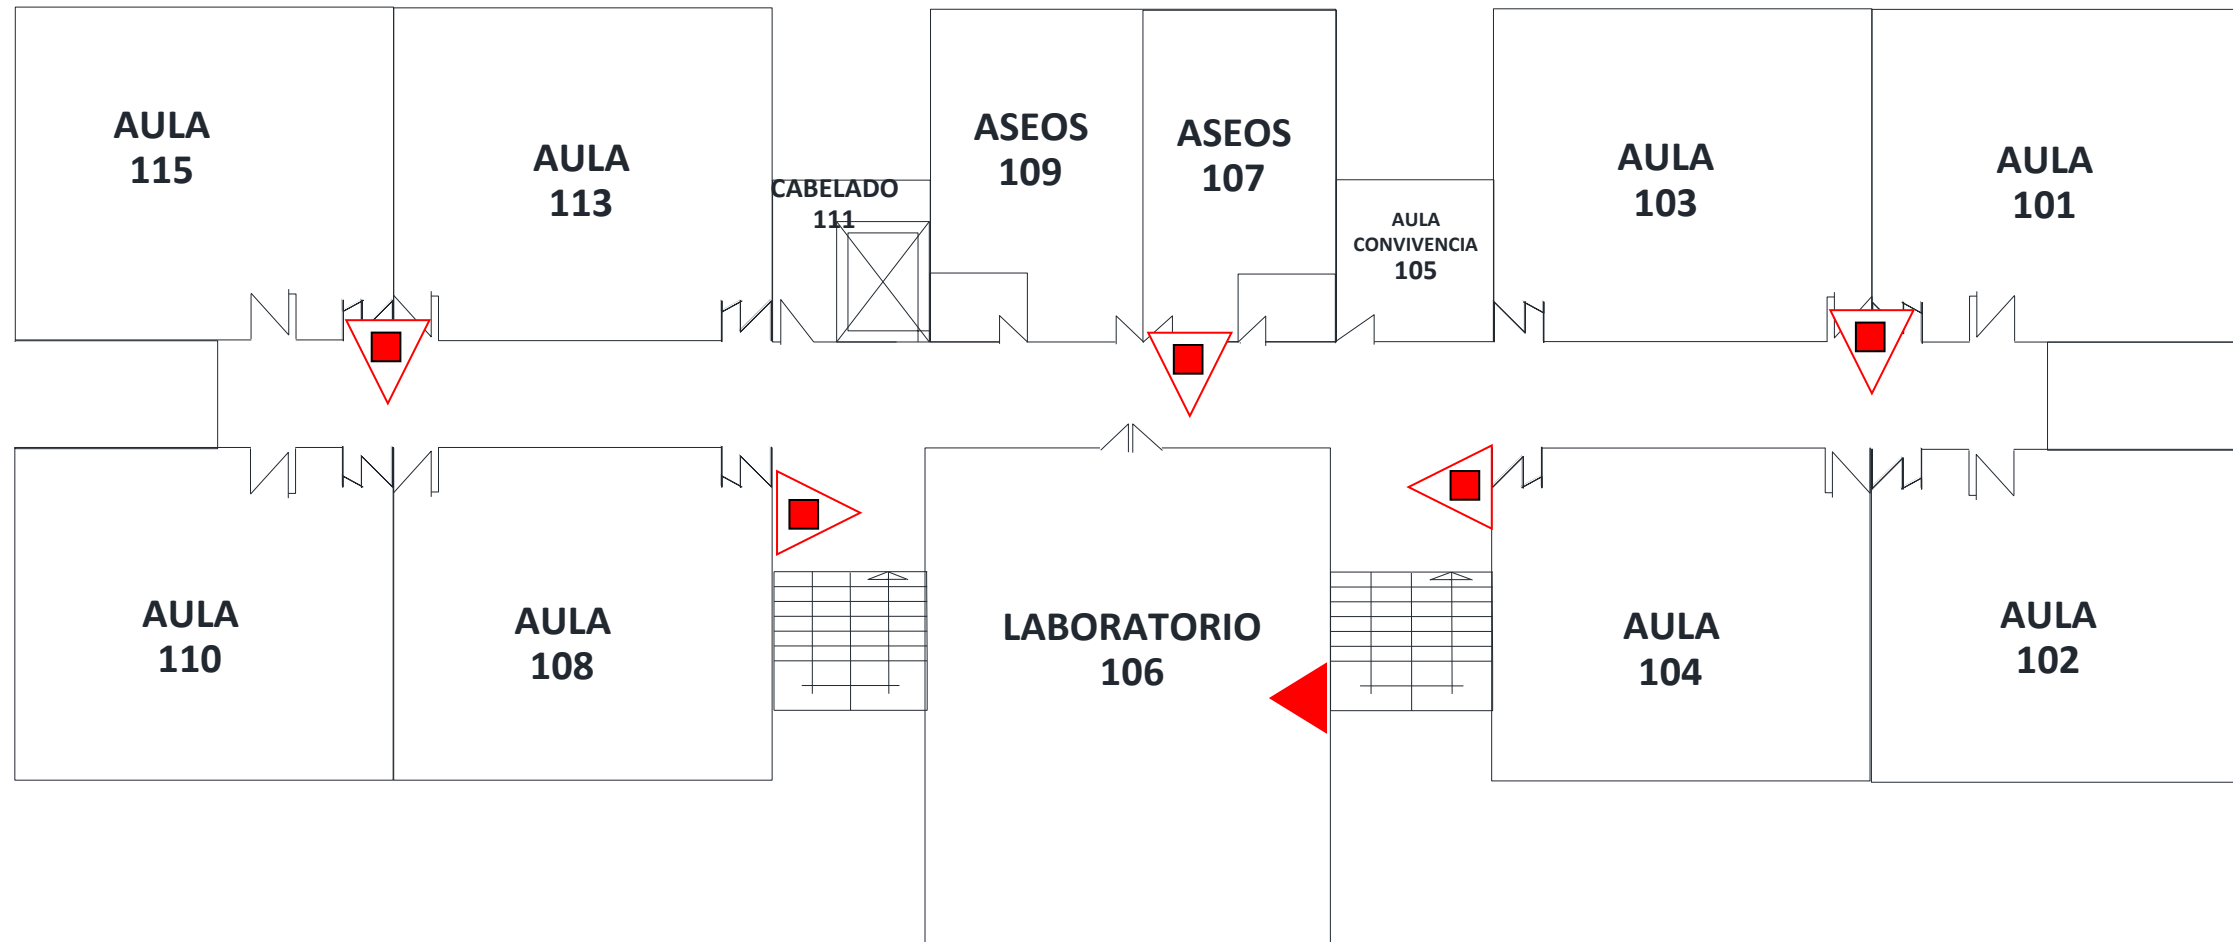 AULA
115
AULA
113
CABELADO
111
ASEOS
109
ASEOS
107
AULA
CONVIVENCIA
105
AULA
103
AULA
101
AULA
110
AULA
108
LABORATORIO
106
AULA
104
AULA
102